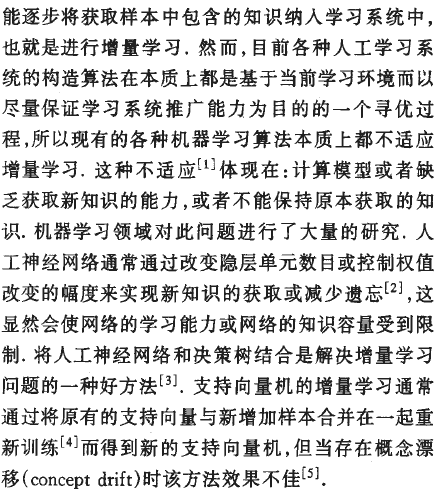 能逐步将获取样本中包含的知识纳入学习系统中,
也就是进行增量学习. 然而,目前各种人工学习系
统的构造算法在本质上都是基于当前学习环境而以
尽量保证学习系统推广能力为目的的一个寻优过
程,所以现有的各种机器学习算法本质上都不适应
增量学习. 这种不适应[1]体现在:计算模型或者缺
乏获取新知识的能力,或者不能保持原本获取的知
识. 机器学习领域对此问题进行了大量的研究. 人
工神经网络通常通过改变隐层单元数目或控制权值
改变的幅度来实现新知识的获取或减少遗忘[2],这
显然会使网络的学习能力或网络的知识容量受到限
制. 将人工神经网络和决策树结合是解决增量学习
问题的一种好方法[3]. 支持向量机的增量学习通常
通过将原有的支持向量与新增加样本合并在一起重
新训练[4]而得到新的支持向量机,但当存在概念漂
移(concept drift)时该方法效果不佳[5].